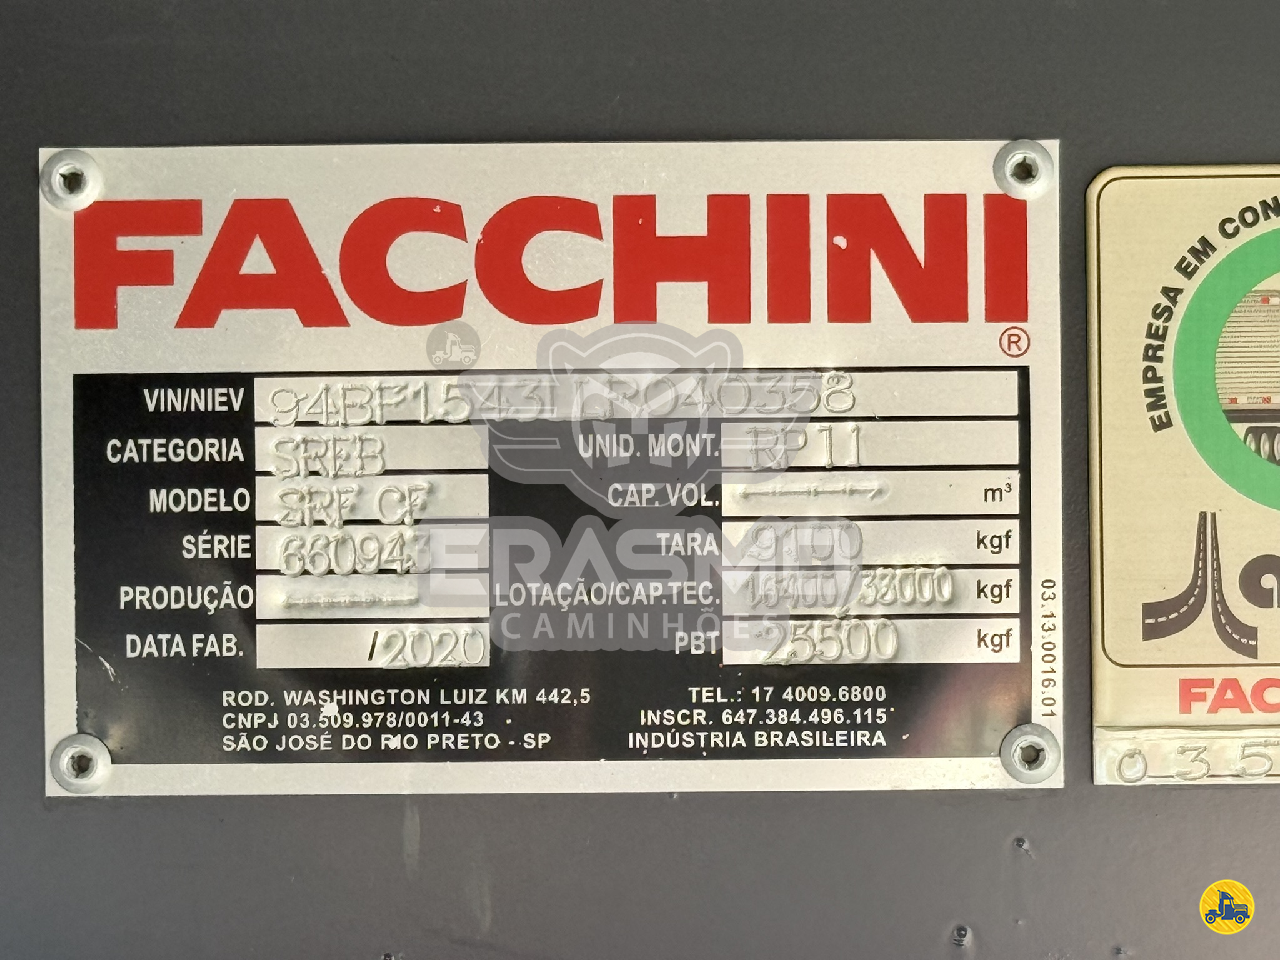 FACCHINI
®
VIN/NIEV
CATEGORIA SREB UNID. MONT. RP11
MODELO SRF CF CAP. VOL. m³
SÉRIE 660943 TARA 9100 kgf
PRODUÇÃO LOTAÇÃO/CAP.TEC. 16400/38000 kgf
DATA FAB. /2020 PBT 25500 kgf
ROD. WASHINGTON LUIZ KM 442,5 TEL.: 17 4009.6800
CNPJ 03.509.978/0011-43 INSCR. 647.384.496.115
SÃO JOSÉ DO RIO PRETO - SP INDÚSTRIA BRASILEIRA
03.13.0016.01
ERASMO
CAMINHÕES
EMPRESA EM CON
FAC
035